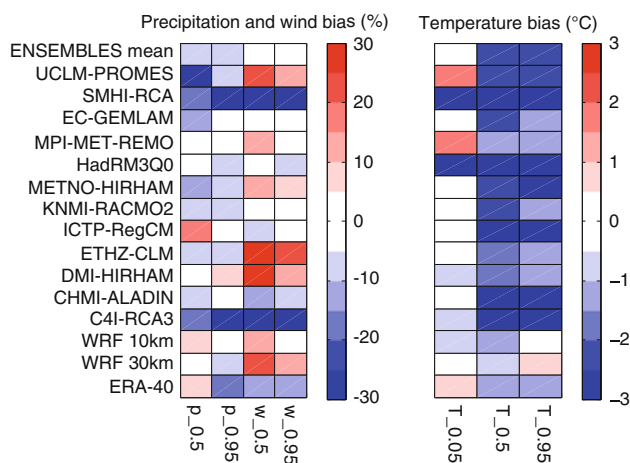 Precipitation and wind bias (%)
Temperature bias (°C)
ENSEMBLES mean
UCLM-PROMES
SMHI-RCA
EC-GEMLAM
MPI-MET-REMO
HadRM3Q0
METNO-HIRHAM
KNMI-RACMO2
ICTP-RegCM
ETHZ-CLM
DMI-HIRHAM
CHMI-ALADIN
C4I-RCA3
WRF 10km
WRF 30km
ERA-40
p_0.5
p_0.95
w_0.5
w_0.95
30
20
10
0
-10
-20
-30
T_0.05
T_0.5
T_0.95
3
2
1
0
−1
−2
−3